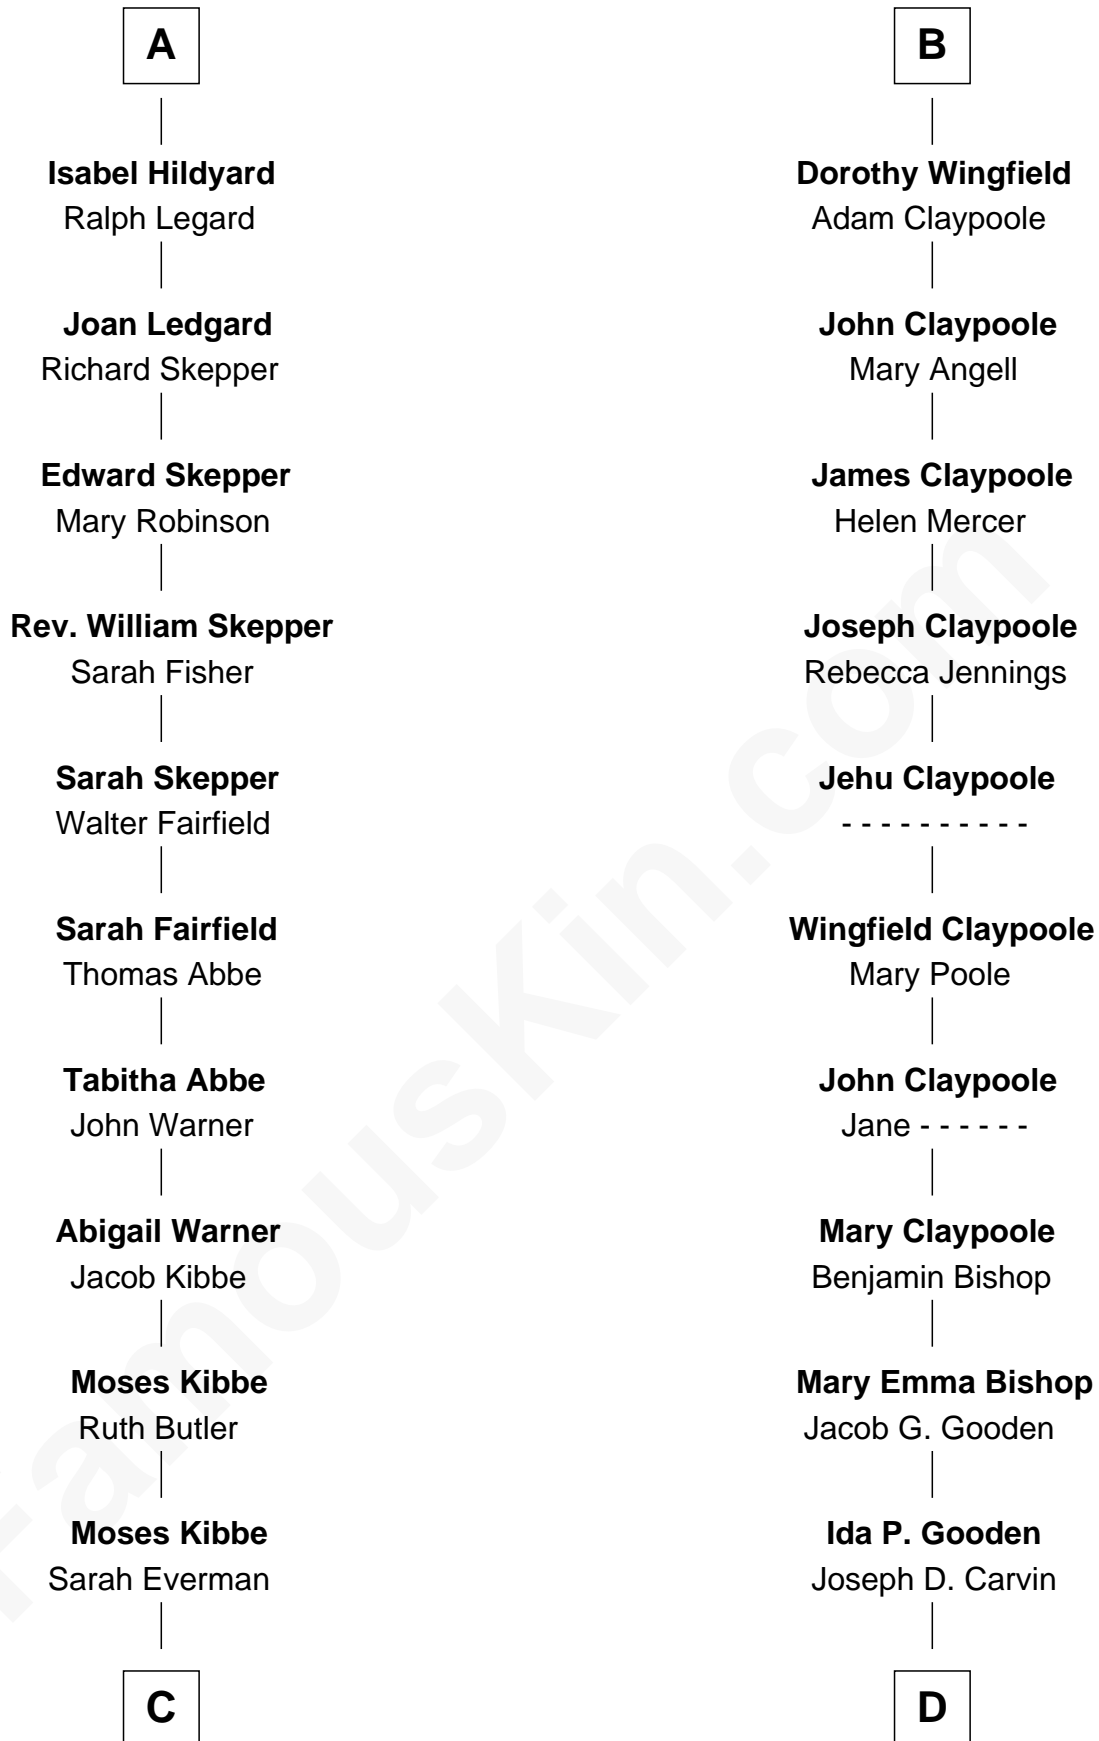 A
Isabel Hildyard
Ralph Legard
Joan Ledgard
Richard Skepper
Edward Skepper
Mary Robinson
Rev. William Skepper
Sarah Fisher
Sarah Skepper
Walter Fairfield
Sarah Fairfield
Thomas Abbe
Tabitha Abbe
John Warner
Abigail Warner
Jacob Kibbe
Moses Kibbe
Ruth Butler
Moses Kibbe
Sarah Everman
C
B
Dorothy Wingfield
Adam Claypoole
John Claypoole
Mary Angell
James Claypoole
Helen Mercer
Joseph Claypoole
Rebecca Jennings
Jehu Claypoole
- - - - - - - - - -
Wingfield Claypoole
Mary Poole
John Claypoole
Jane - - - - - -
Mary Claypoole
Benjamin Bishop
Mary Emma Bishop
Jacob G. Gooden
Ida P. Gooden
Joseph D. Carvin
D
FamousKin.com